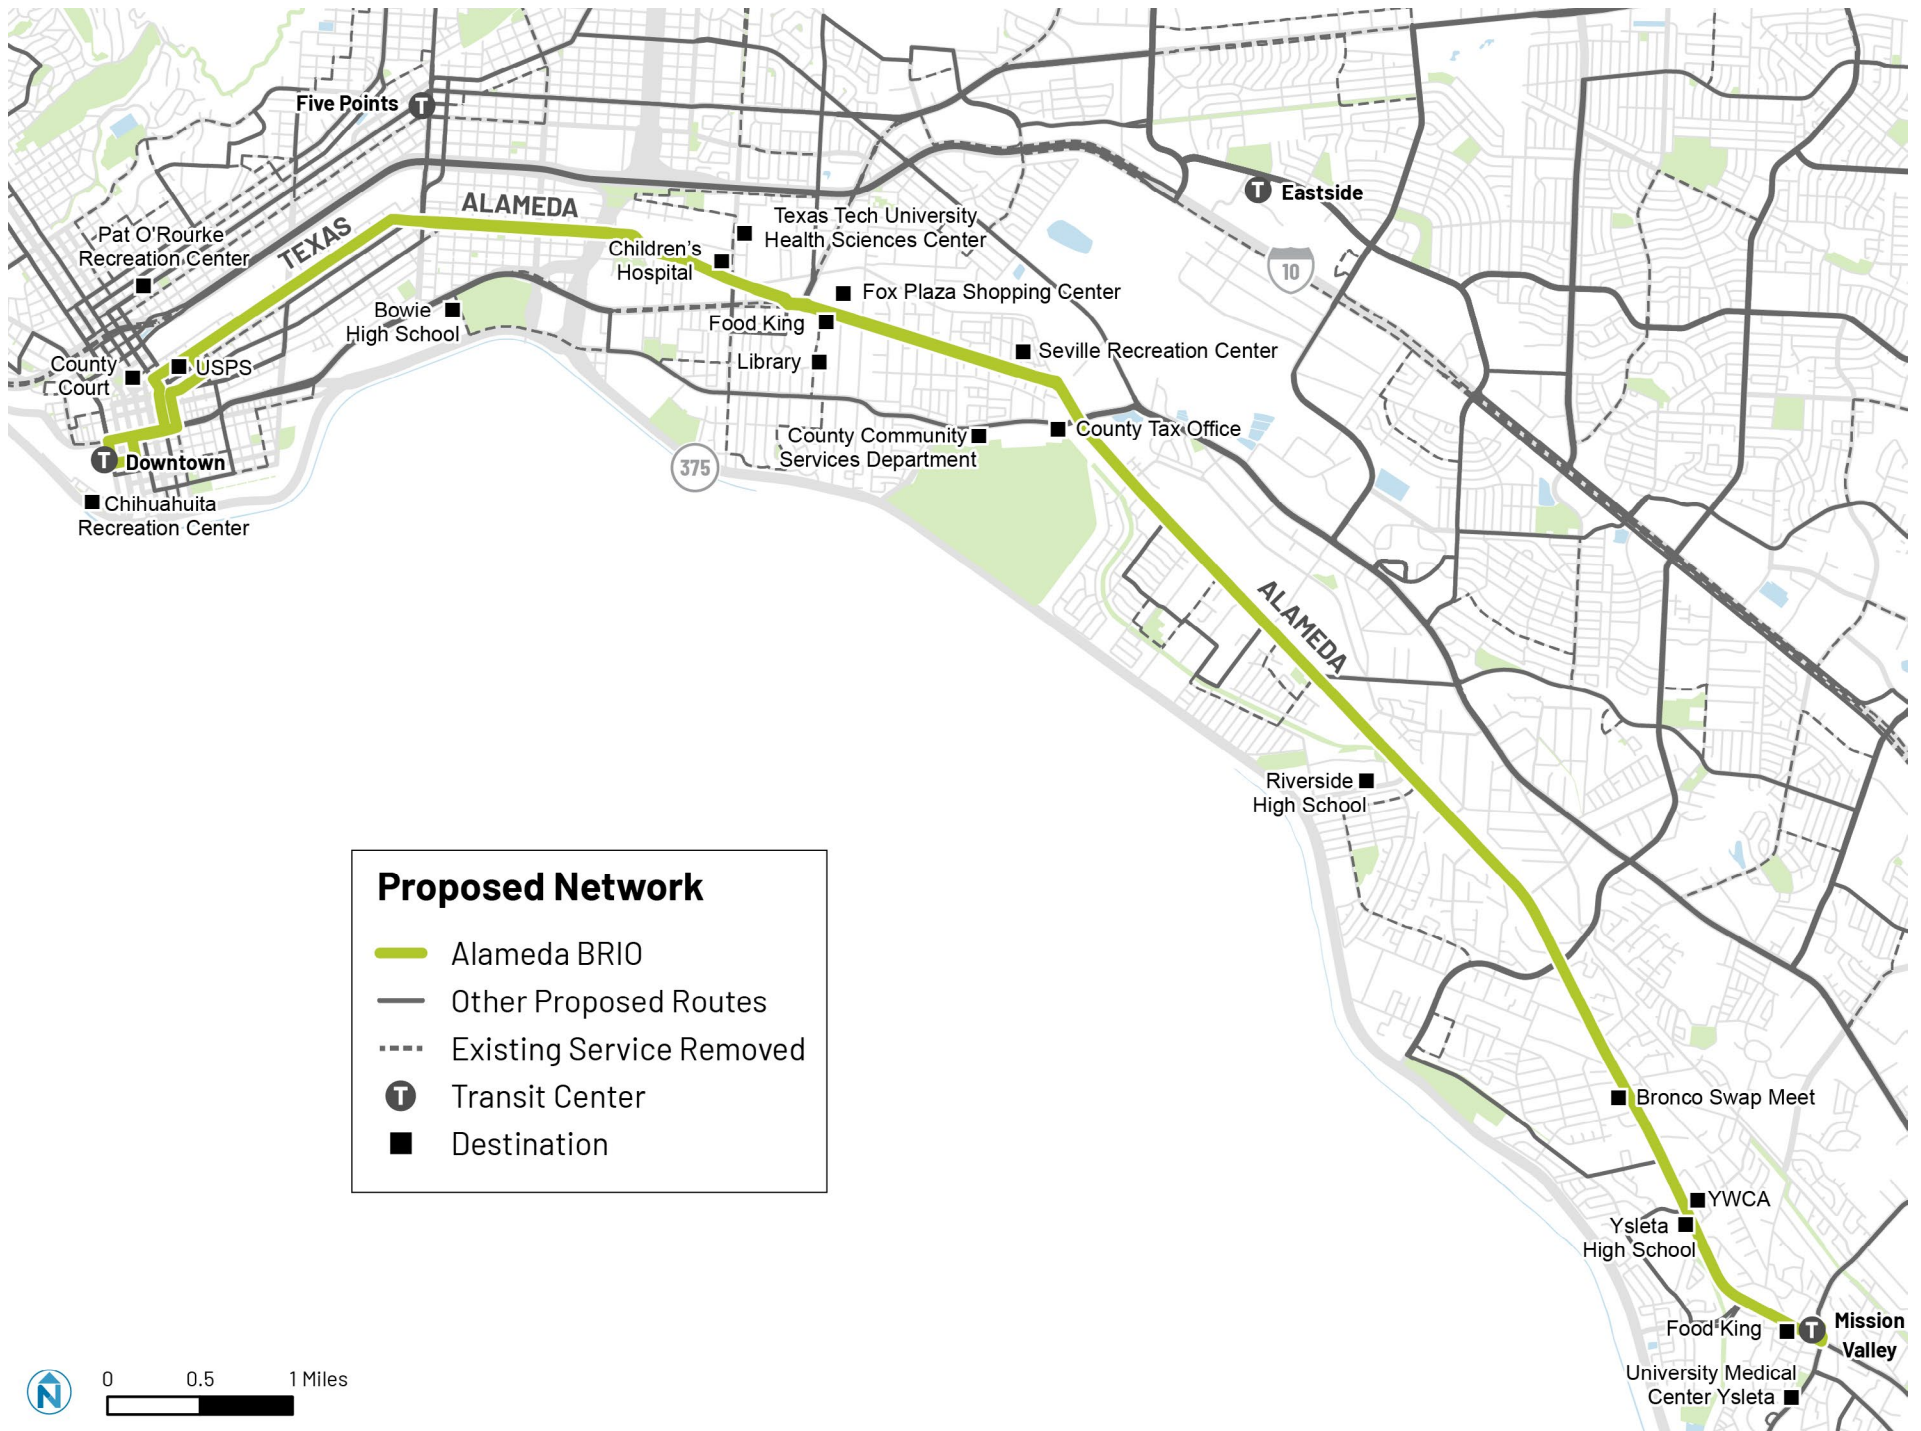 Five Points
T
ALAMEDA
TEXAS
T
Eastside
Pat O'Rourke
Recreation Center
Texas Tech University
Health Sciences Center
Children's
Hospital
10
Fox Plaza Shopping Center
Bowie
High School
Food King
Library
Seville Recreation Center
County
Court
USPS
County Tax Office
County Community
Services Department
375
T
Downtown
Chihuahuita
Recreation Center
ALAMEDA
Riverside
High School
Proposed Network
Alameda BRIO
Other Proposed Routes
Existing Service Removed
T
Transit Center
Destination
Bronco Swap Meet
YWCA
Ysleta
High School
Food King
T
Mission
Valley
University Medical
Center Ysleta
N
0 0.5 1 Miles